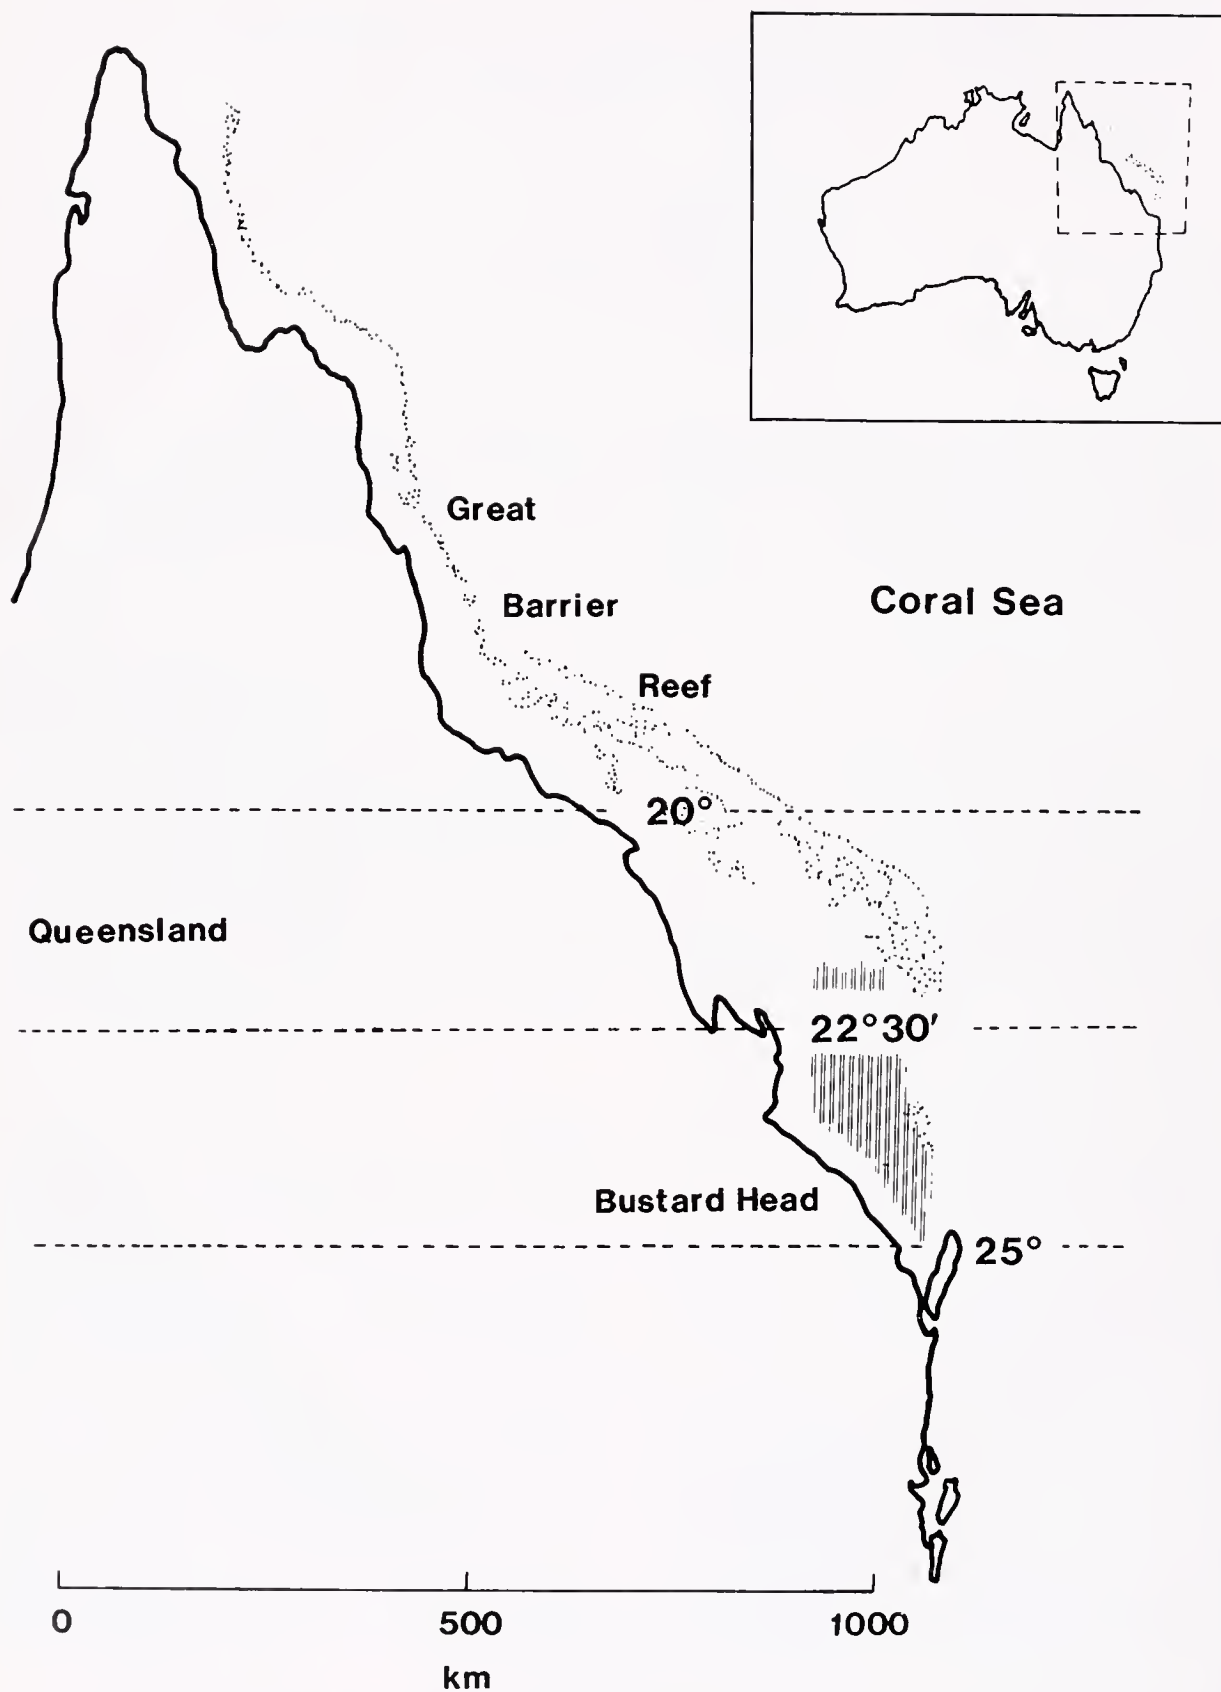 Great
Barrier
Coral Sea
Reef
20°
Queensland
22°30′
Bustard Head
25°
0 500 1000
km